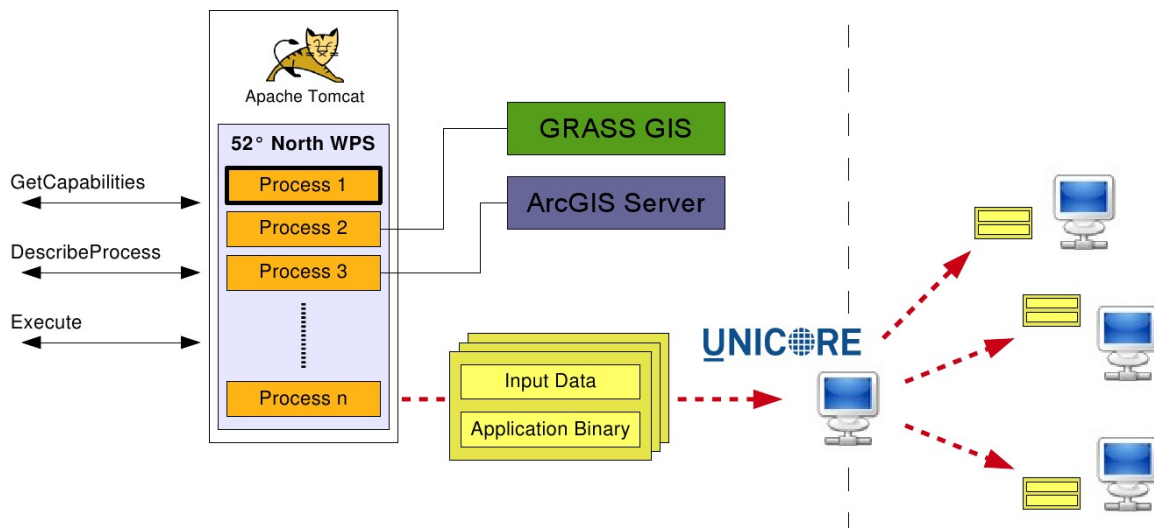 Apache Tomcat
52° North WPS
Process 1
Process 2
Process 3
Process n
GetCapabilities
DescribeProcess
Execute
GRASS GIS
ArcGIS Server
Input Data
Application Binary
UNICORE